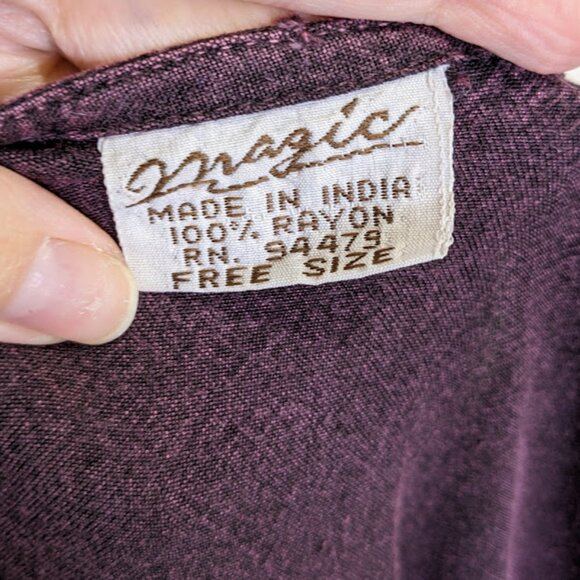 magic
MADE IN INDIA
100% RAYON
RN. 94479
FREE SIZE